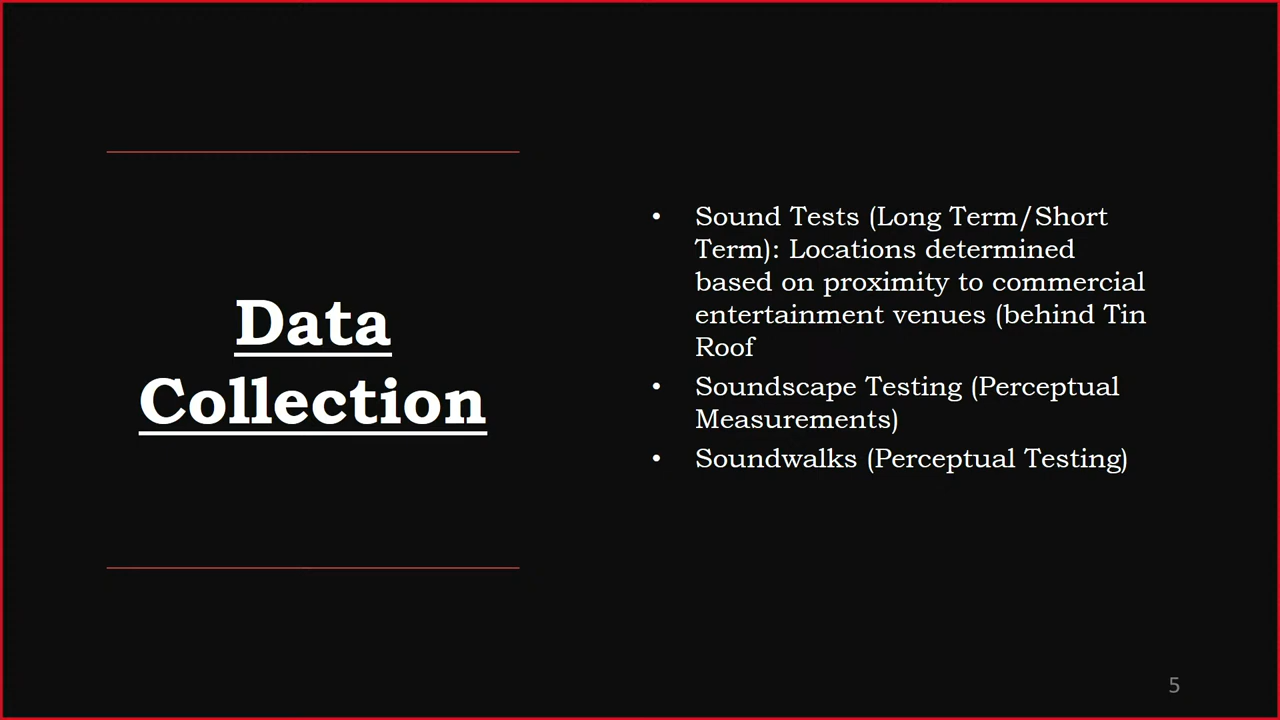 Data
Collection
• Sound Tests (Long Term/Short
Term): Locations determined
based on proximity to commercial
entertainment venues (behind Tin
Roof
• Soundscape Testing (Perceptual
Measurements)
• Soundwalks (Perceptual Testing)
5